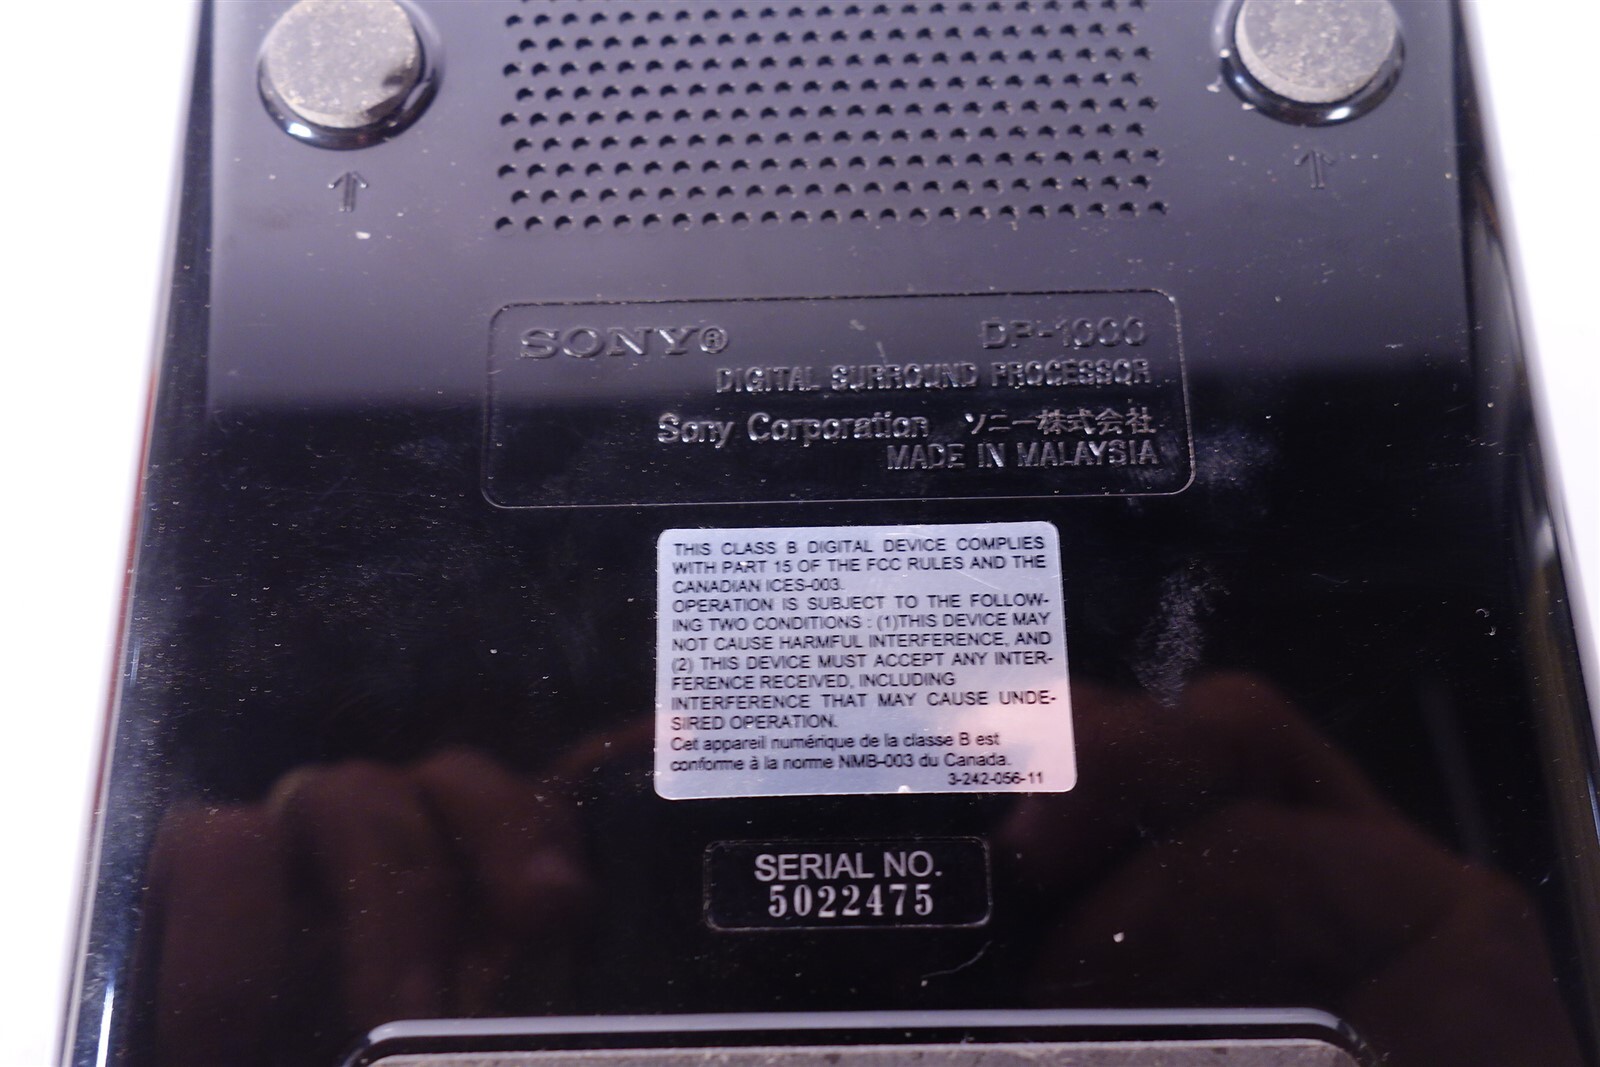 SONY® DP-1000
DIGITAL SURROUND PROCESSOR
Sony Corporation ソニー株式会社
MADE IN MALAYSIA
THIS CLASS B DIGITAL DEVICE COMPLIES
WITH PART 15 OF THE FCC RULES AND THE
CANADIAN ICES-003.
OPERATION IS SUBJECT TO THE FOLLOW-
ING TWO CONDITIONS : (1)THIS DEVICE MAY
NOT CAUSE HARMFUL INTERFERENCE, AND
(2) THIS DEVICE MUST ACCEPT ANY INTER-
FERENCE RECEIVED, INCLUDING
INTERFERENCE THAT MAY CAUSE UNDE-
SIRED OPERATION.
Cet appareil numérique de la classe B est
conforme à la norme NMB-003 du Canada.
3-242-056-11
SERIAL NO.
5022475